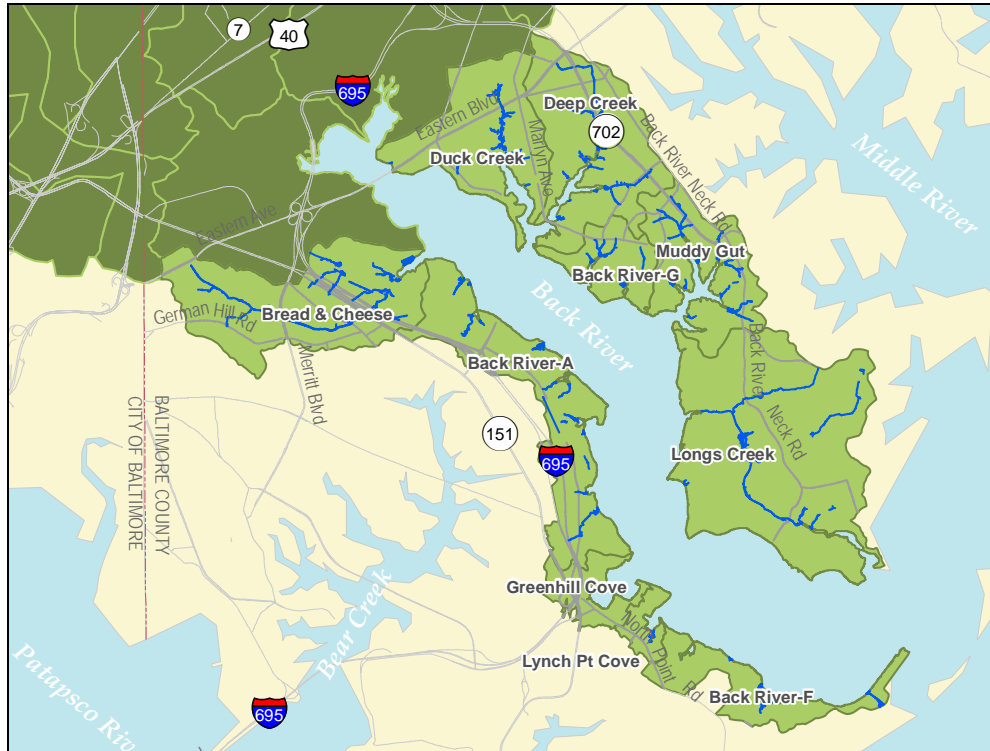 7
40
695
Deep Creek
Eastern Blvd
702
Marlyn Ave
Back River Neck Rd
Duck Creek
Middle River
Eastern Ave
Muddy Gut
Back River-G
Back River
Bread & Cheese
German Hill Rd
Merritt Blvd
Back River-A
Back River
Neck Rd
BALTIMORE COUNTY
CITY OF BALTIMORE
151
695
Longs Creek
Greenhill Cove
Bear Creek
North Point Rd
Lynch Pt Cove
Patapsco Riv
Back River-F
695